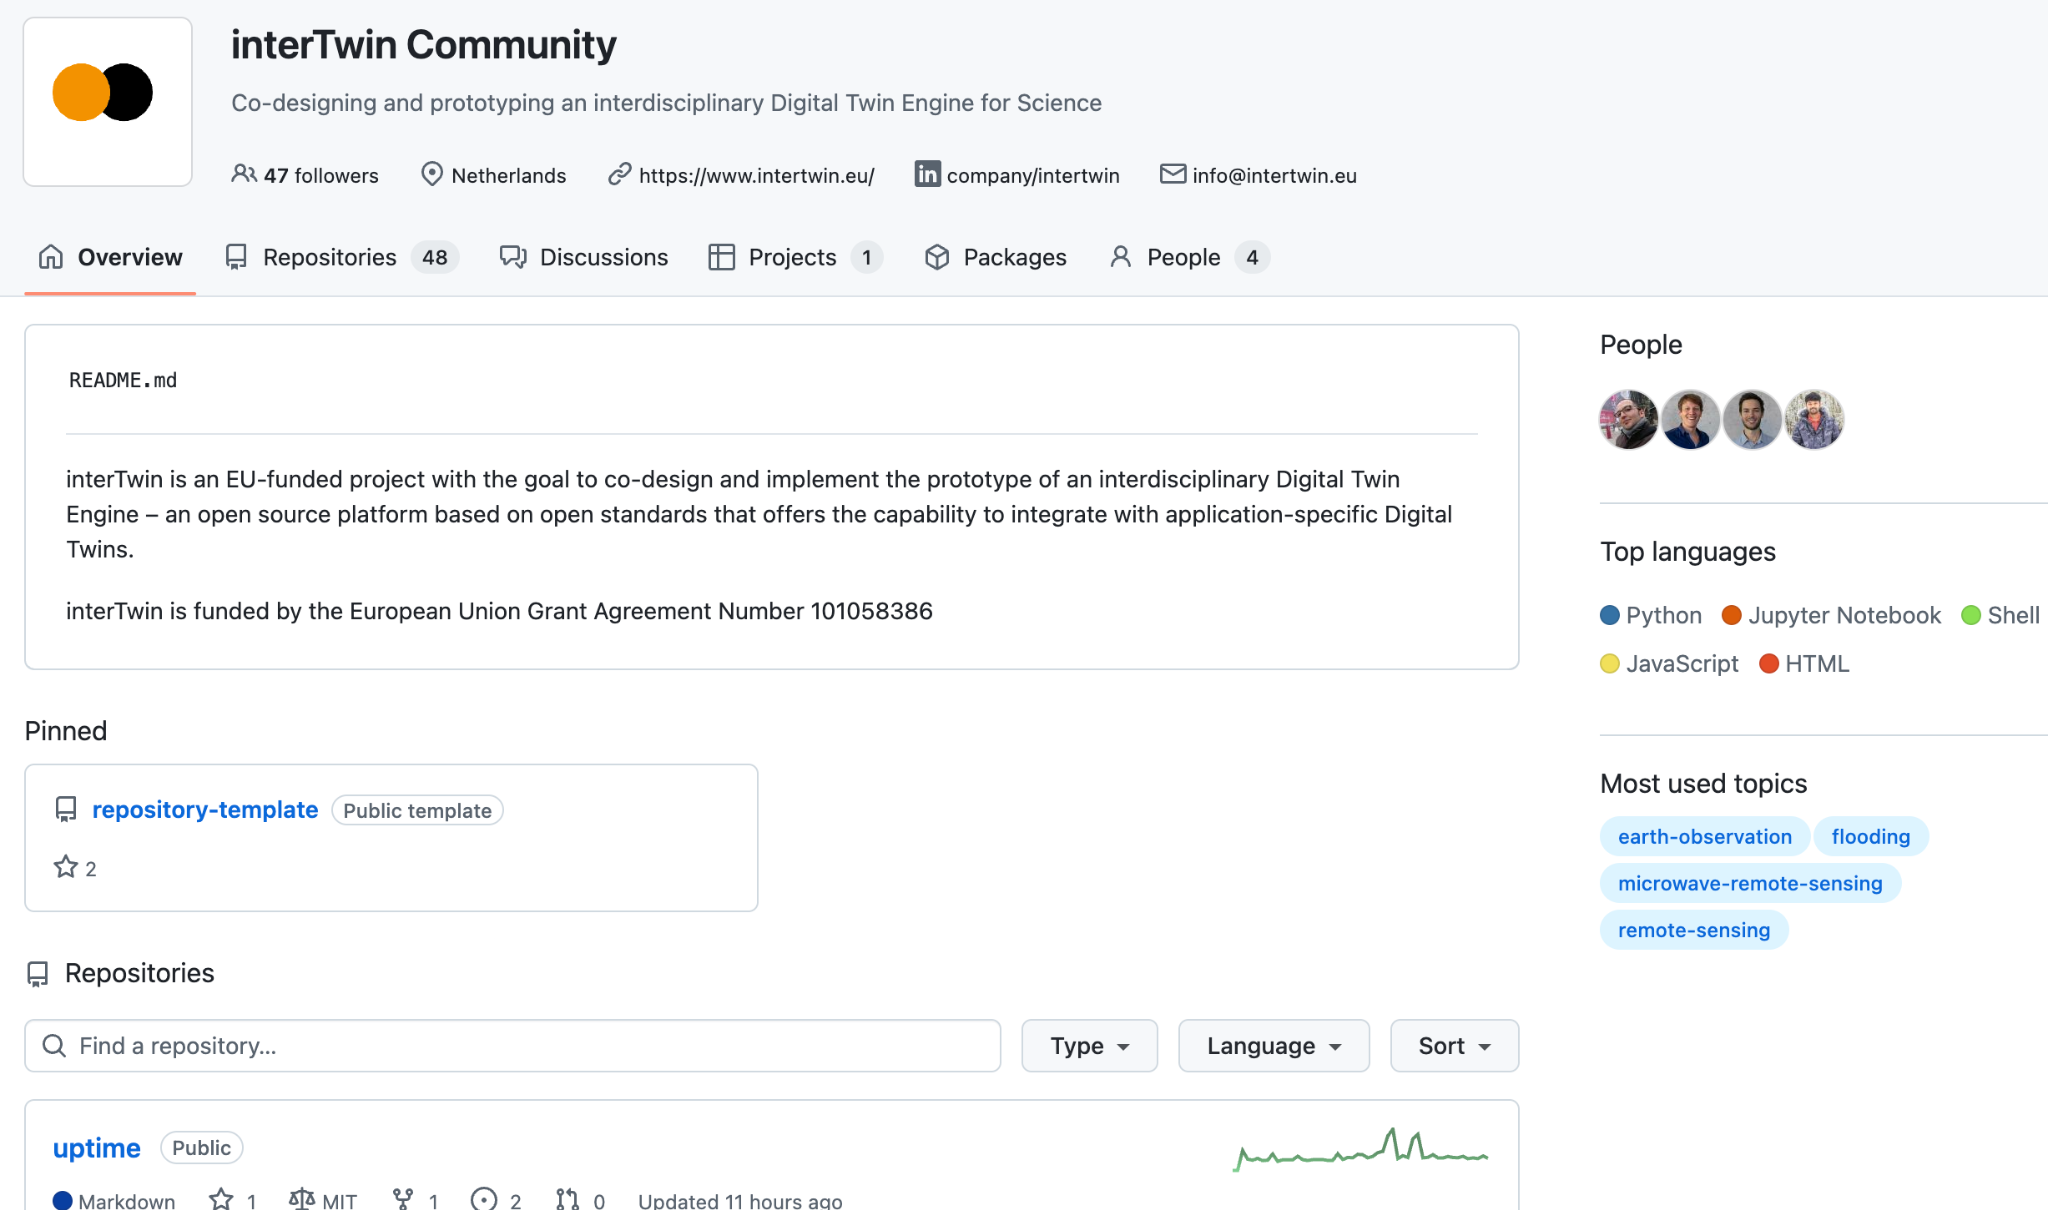 interTwin Community
Co-designing and prototyping an interdisciplinary Digital Twin Engine for Science
47 followers Netherlands https://www.intertwin.eu/ company/intertwin info@intertwin.eu
Overview Repositories 48 Discussions Projects 1 Packages People 4
README.md
interTwin is an EU-funded project with the goal to co-design and implement the prototype of an interdisciplinary Digital Twin
Engine – an open source platform based on open standards that offers the capability to integrate with application-specific Digital
Twins.
interTwin is funded by the European Union Grant Agreement Number 101058386
Pinned
repository-template Public template
2
Repositories
Find a repository...
Type Language Sort
uptime Public
Markdown 1 MIT 1 2 0 Updated 11 hours ago
People
Top languages
Python Jupyter Notebook Shell
JavaScript HTML
Most used topics
earth-observation flooding
microwave-remote-sensing
remote-sensing